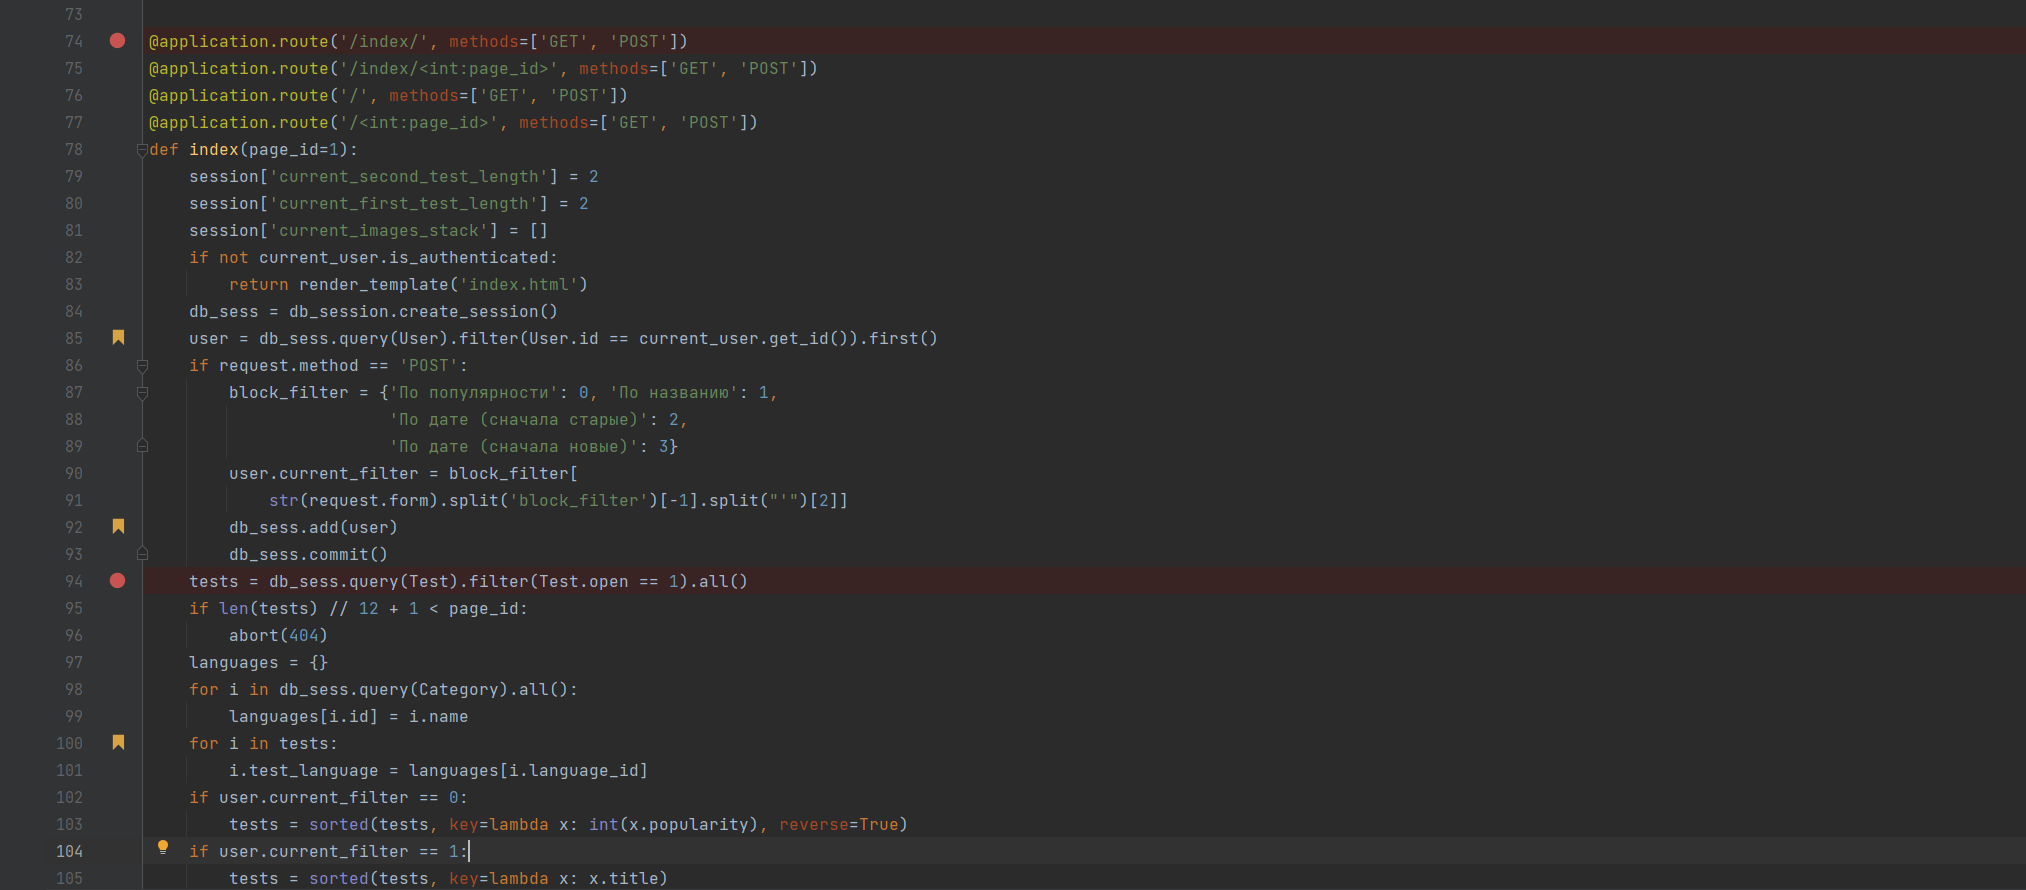 73
74 @application.route('/index/', methods=['GET', 'POST'])
75 @application.route('/index/<int:page_id>', methods=['GET', 'POST'])
76 @application.route('/', methods=['GET', 'POST'])
77 @application.route('/<int:page_id>', methods=['GET', 'POST'])
78 def index(page_id=1):
79     session['current_second_test_length'] = 2
80     session['current_first_test_length'] = 2
81     session['current_images_stack'] = []
82     if not current_user.is_authenticated:
83         return render_template('index.html')
84     db_sess = db_session.create_session()
85     user = db_sess.query(User).filter(User.id == current_user.get_id()).first()
86     if request.method == 'POST':
87         block_filter = {'По популярности': 0, 'По названию': 1,
88                         'По дате (сначала старые)': 2,
89                         'По дате (сначала новые)': 3}
90         user.current_filter = block_filter[
91             str(request.form).split('block_filter')[-1].split("'")[2]]
92         db_sess.add(user)
93         db_sess.commit()
94     tests = db_sess.query(Test).filter(Test.open == 1).all()
95     if len(tests) // 12 + 1 < page_id:
96         abort(404)
97     languages = {}
98     for i in db_sess.query(Category).all():
99         languages[i.id] = i.name
100     for i in tests:
101         i.test_language = languages[i.language_id]
102     if user.current_filter == 0:
103         tests = sorted(tests, key=lambda x: int(x.popularity), reverse=True)
104     if user.current_filter == 1:
105         tests = sorted(tests, key=lambda x: x.title)